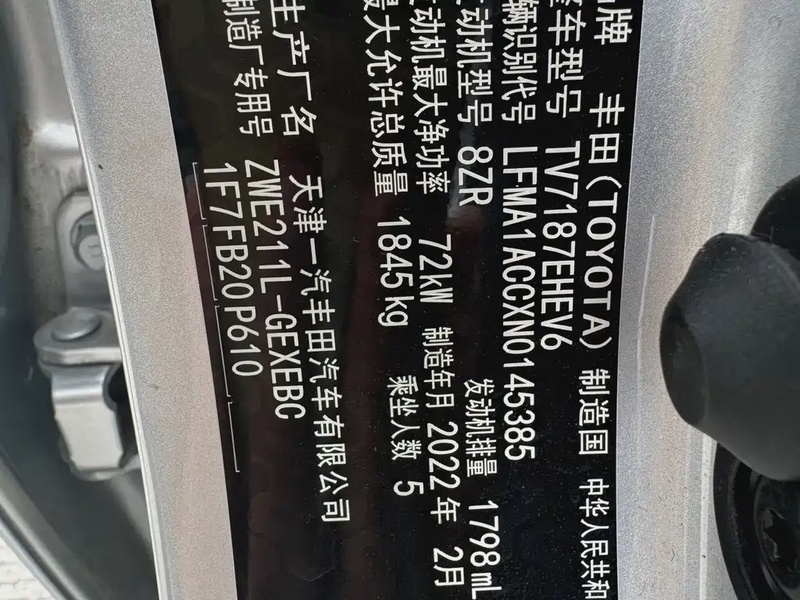 品牌 丰田(TOYOTA) 制造国 中华人民共和
整车型号 TV7187EHEV6
车辆识别代号 LFMA1ACCXN0145385
发动机型号 8ZR 发动机排量 1798mL
发动机最大净功率 72kW 制造年月 2022年 2月
最大允许总质量 1845kg 乘坐人数 5
生产厂名 天津一汽丰田汽车有限公司
制造厂专用号 ZWE211L-GEXEBC
1F7FB20P610